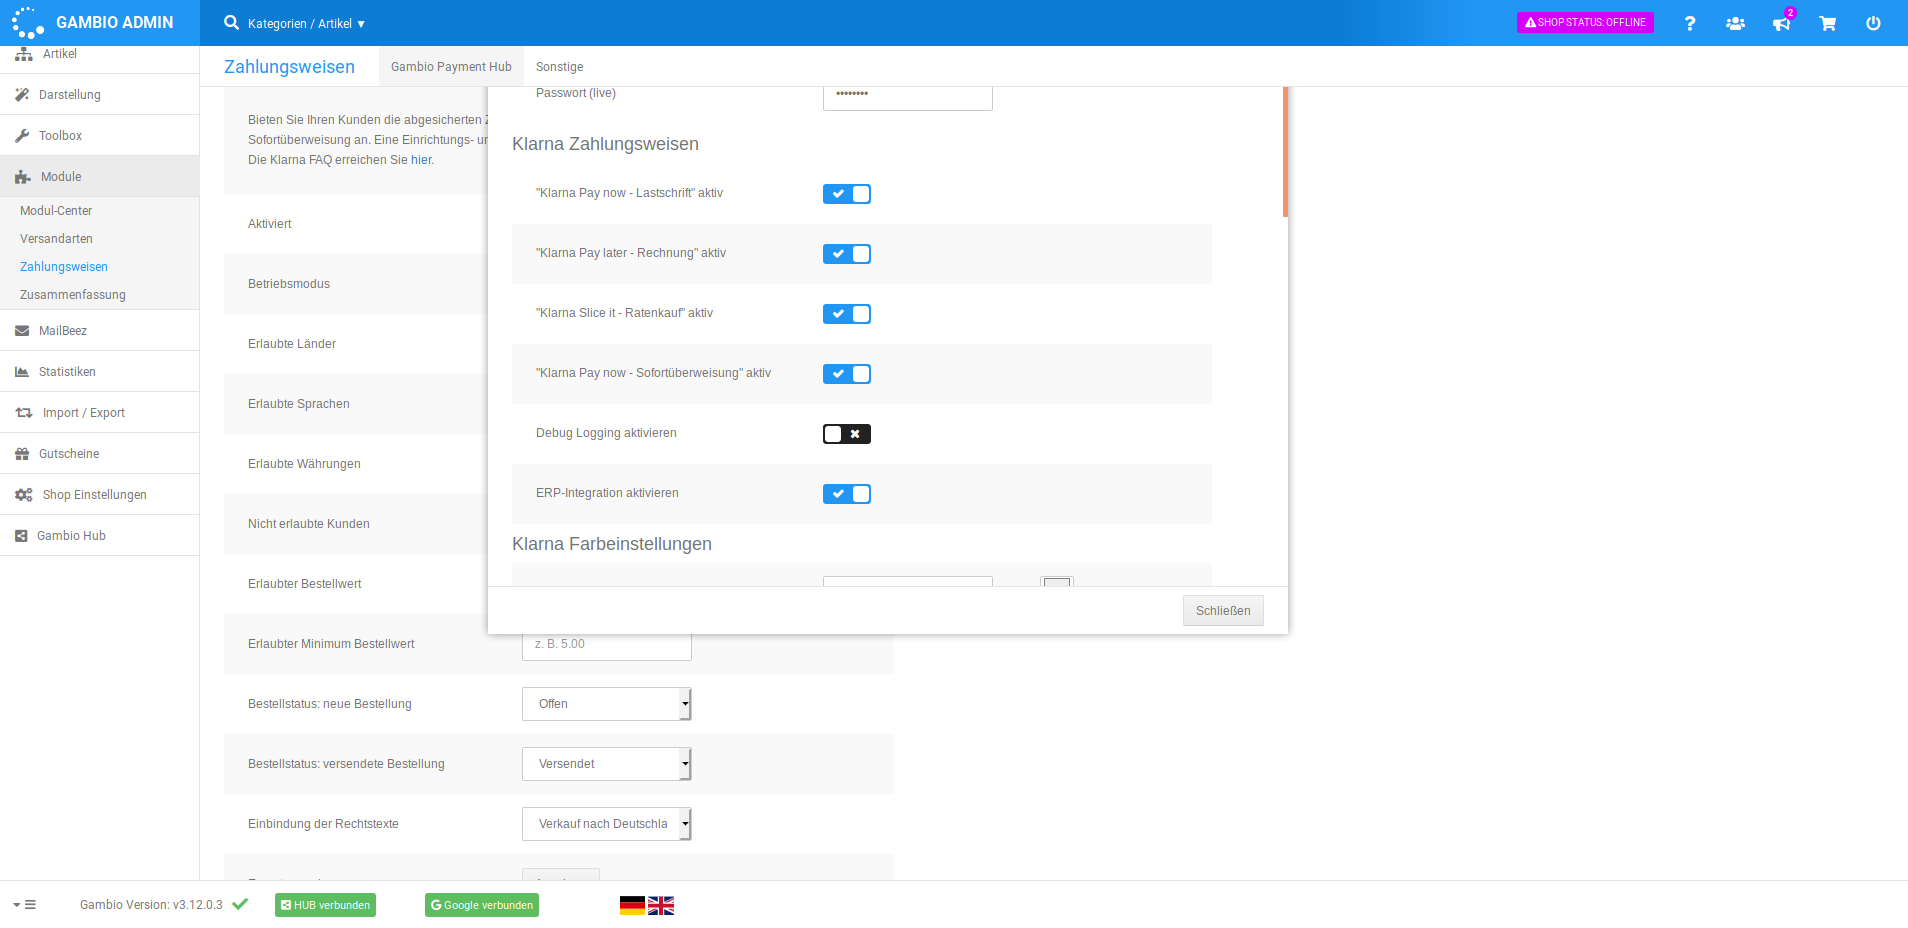 GAMBIO ADMIN
Kategorien / Artikel ▼
SHOP STATUS: OFFLINE
2
Artikel
Darstellung
Toolbox
Module
Modul-Center
Versandarten
Zahlungsweisen
Zusammenfassung
MailBeez
Statistiken
Import / Export
Gutscheine
Shop Einstellungen
Gambio Hub
Zahlungsweisen
Gambio Payment Hub
Sonstige
Bieten Sie Ihren Kunden die abgesicherten
Sofortüberweisung an. Eine Einrichtungs-
Die Klarna FAQ erreichen Sie hier.
Aktiviert
Betriebsmodus
Erlaubte Länder
Erlaubte Sprachen
Erlaubte Währungen
Nicht erlaubte Kunden
Erlaubter Bestellwert
Erlaubter Minimum Bestellwert
z. B. 5.00
Bestellstatus: neue Bestellung
Offen
Bestellstatus: versendete Bestellung
Versendet
Einbindung der Rechtstexte
Verkauf nach Deutschla
Passwort (live)
••••••••
Klarna Zahlungsweisen
"Klarna Pay now - Lastschrift" aktiv
"Klarna Pay later - Rechnung" aktiv
"Klarna Slice it - Ratenkauf" aktiv
"Klarna Pay now - Sofortüberweisung" aktiv
Debug Logging aktivieren
ERP-Integration aktivieren
Klarna Farbeinstellungen
Schließen
Gambio Version: v3.12.0.3
HUB verbunden
Google verbunden